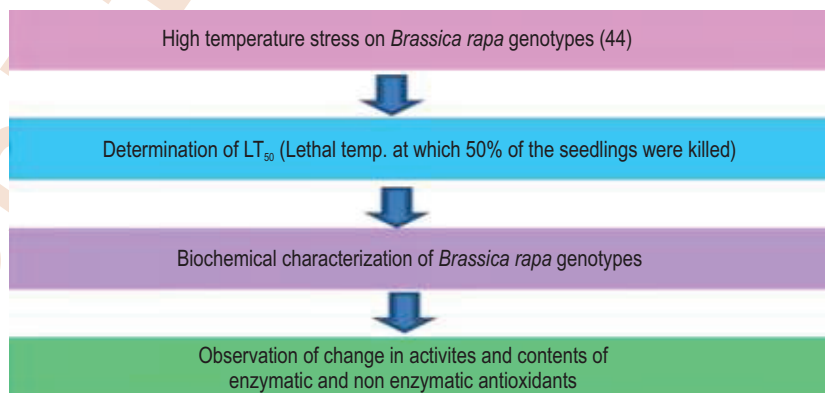 High temperature stress on Brassica rapa genotypes (44)
Determination of LT50 (Lethal temp. at which 50% of the seedlings were killed)
Biochemical characterization of Brassica rapa genotypes
Observation of change in activites and contents of
enzymatic and non enzymatic antioxidants